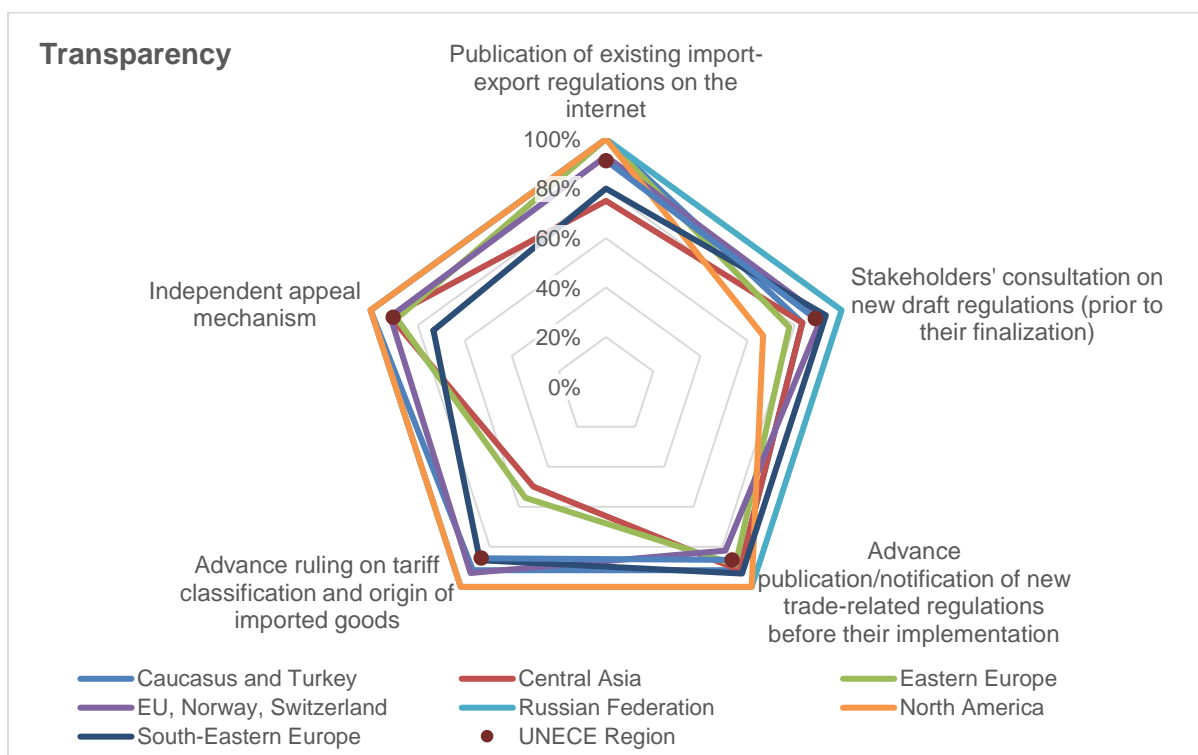 Transparency
Publication of existing import-
export regulations on the
internet
100%
80%
60%
40%
20%
0%
Stakeholders' consultation on
new draft regulations (prior to
their finalization)
Independent appeal
mechanism
Advance ruling on tariff
classification and origin of
imported goods
Advance
publication/notification of new
trade-related regulations
before their implementation
Caucasus and Turkey
Central Asia
Eastern Europe
EU, Norway, Switzerland
Russian Federation
North America
South-Eastern Europe
UNECE Region